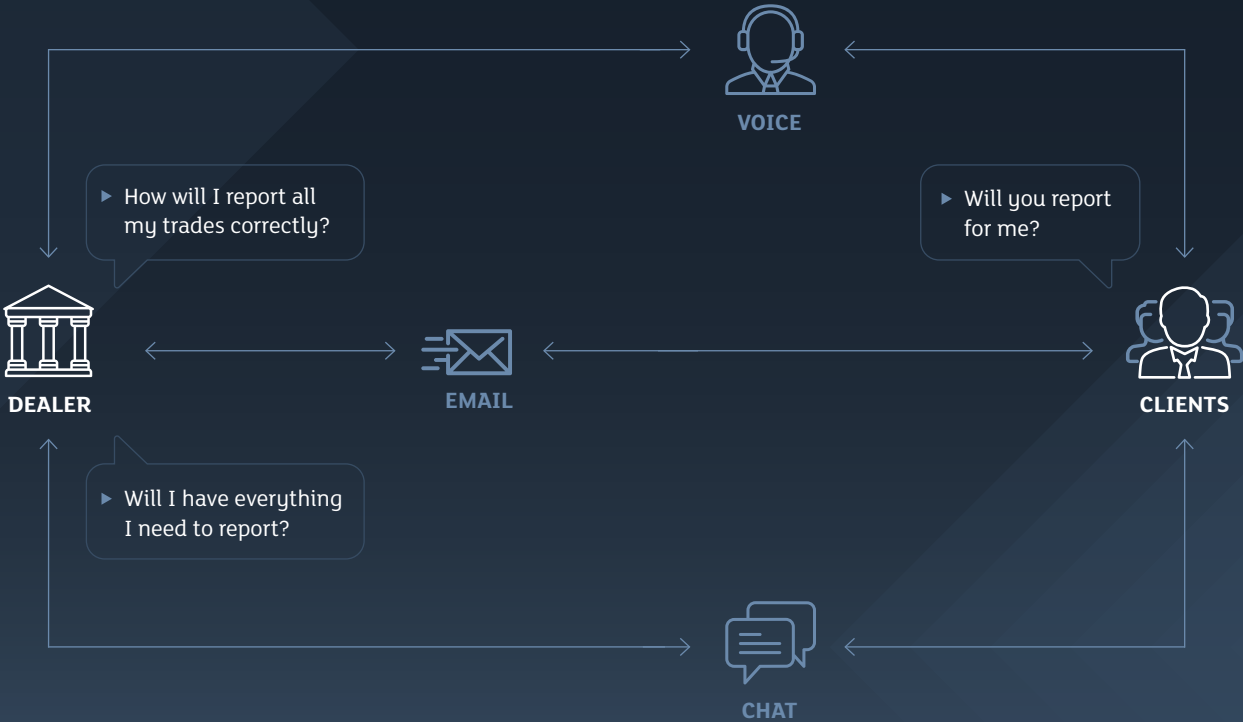 VOICE
▶ How will I report all
my trades correctly?
▶ Will you report
for me?
DEALER
EMAIL
CLIENTS
▶ Will I have everything
I need to report?
CHAT